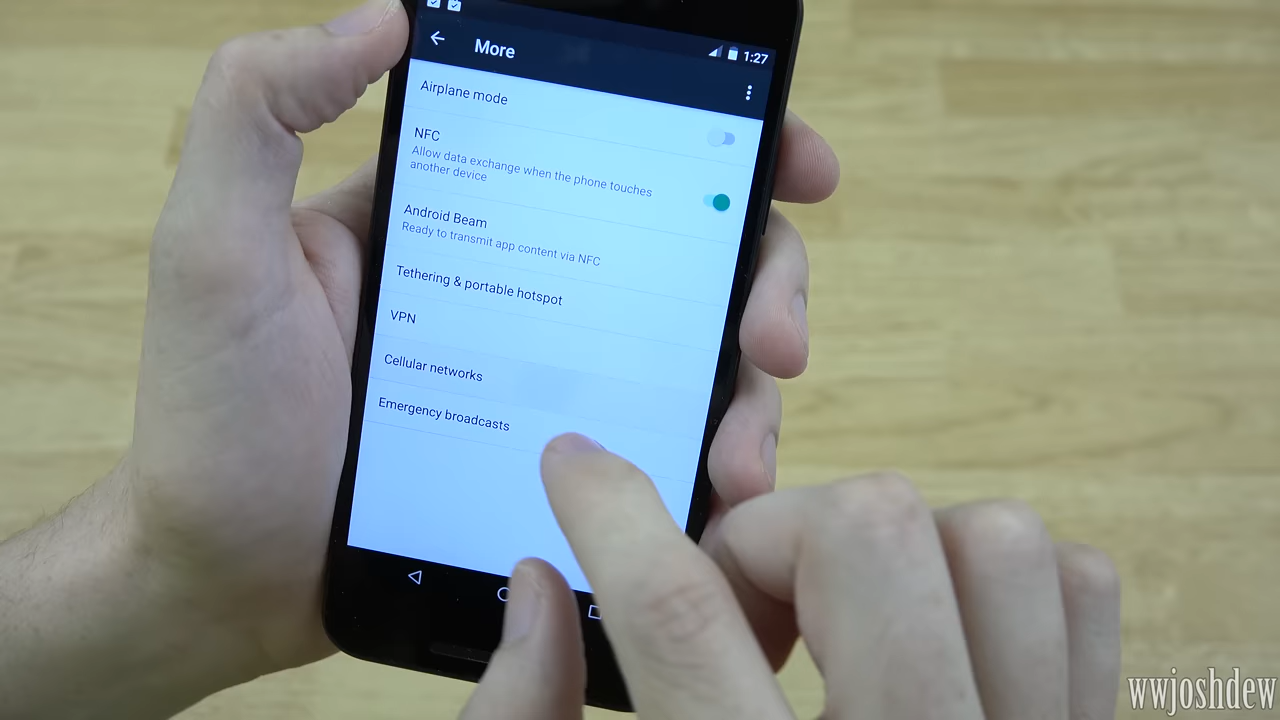 1:27
More
Airplane mode
NFC
Allow data exchange when the phone touches
another device
Android Beam
Ready to transmit app content via NFC
Tethering & portable hotspot
VPN
Cellular networks
Emergency broadcasts
wwjoshdew